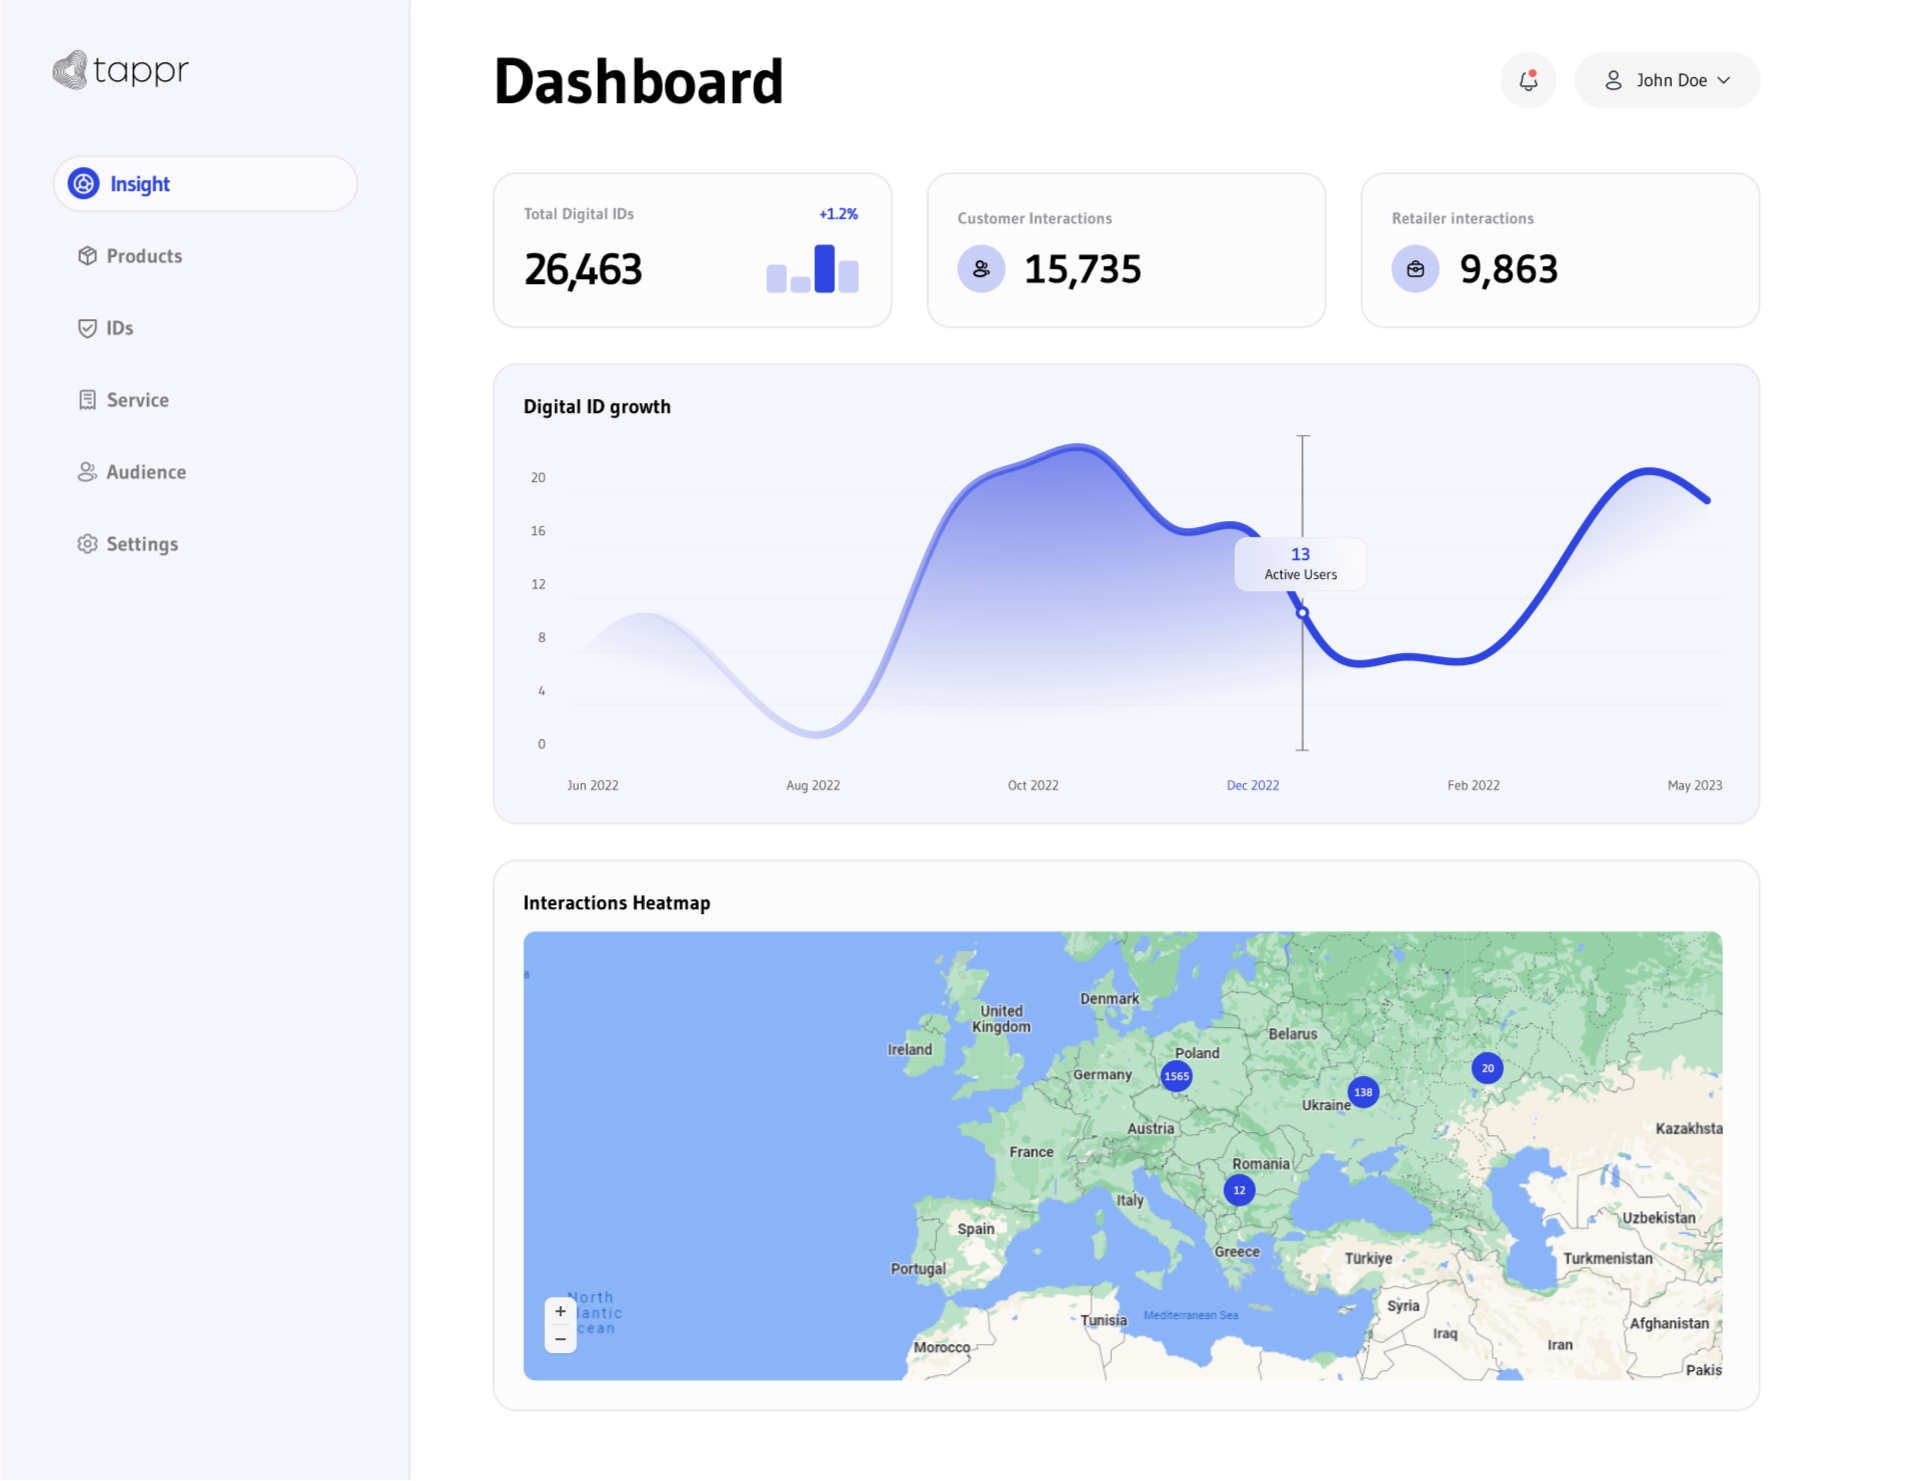 tappr
Dashboard
John Doe
Insight
Products
IDs
Service
Audience
Settings
Total Digital IDs
+1.2%
26,463
Customer Interactions
15,735
Retailer interactions
9,863
Digital ID growth
20
16
12
8
4
0
13
Active Users
Jun 2022
Aug 2022
Oct 2022
Dec 2022
Feb 2022
May 2023
Interactions Heatmap
a
Denmark
United
Kingdom
Ireland
Belarus
Poland
Germany
1565
20
138
Ukraine
Austria
Kazakhsta
France
Romania
12
Italy
Spain
Uzbekistan
Greece
Türkiye
Turkmenistan
Portugal
North
lantic
cean
+
−
Syria
Mediterranean Sea
Tunisia
Afghanistan
Iraq
Iran
Morocco
Pakis